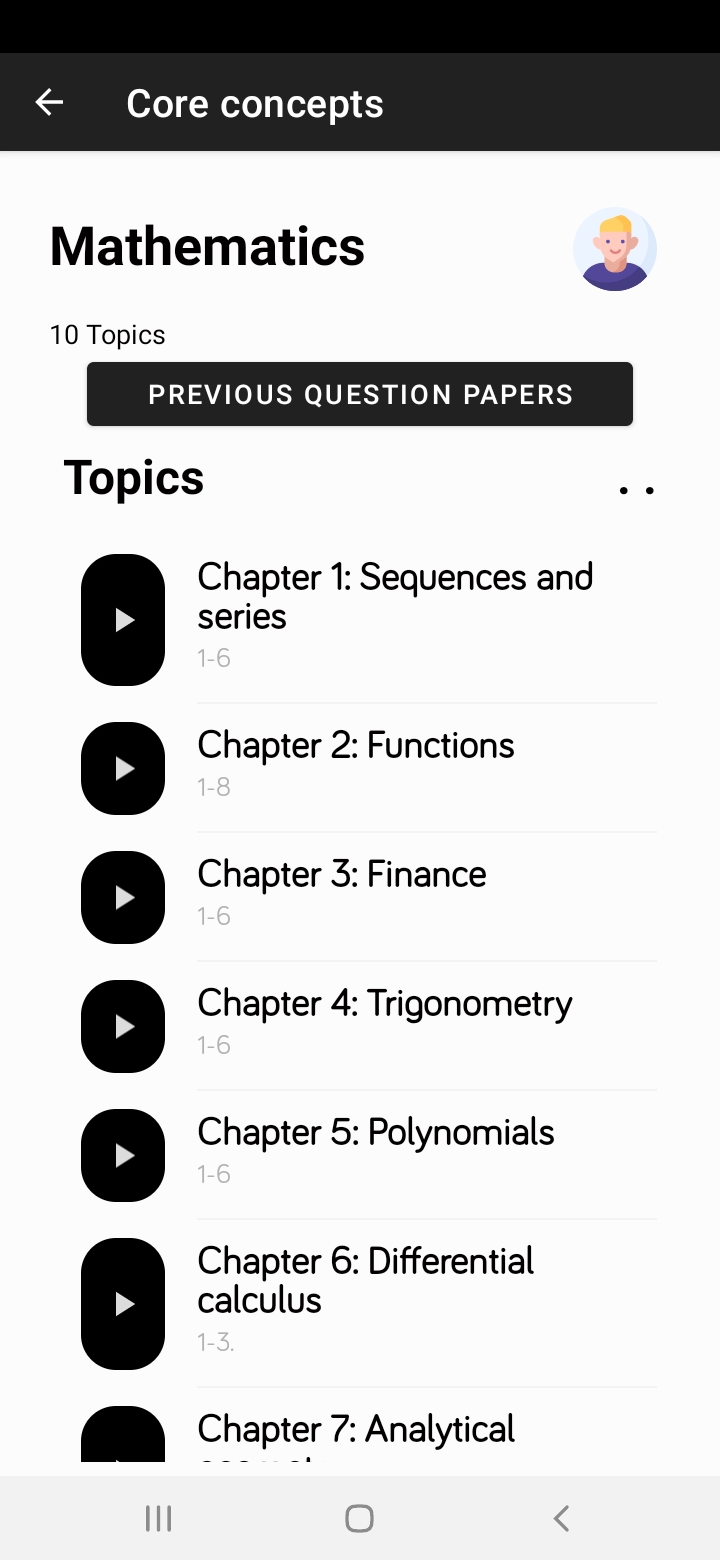 Core concepts
Mathematics
10 Topics
PREVIOUS QUESTION PAPERS
Topics
. .
Chapter 1: Sequences and
series
1-6
Chapter 2: Functions
1-8
Chapter 3: Finance
1-6
Chapter 4: Trigonometry
1-6
Chapter 5: Polynomials
1-6
Chapter 6: Differential
calculus
1-3.
Chapter 7: Analytical